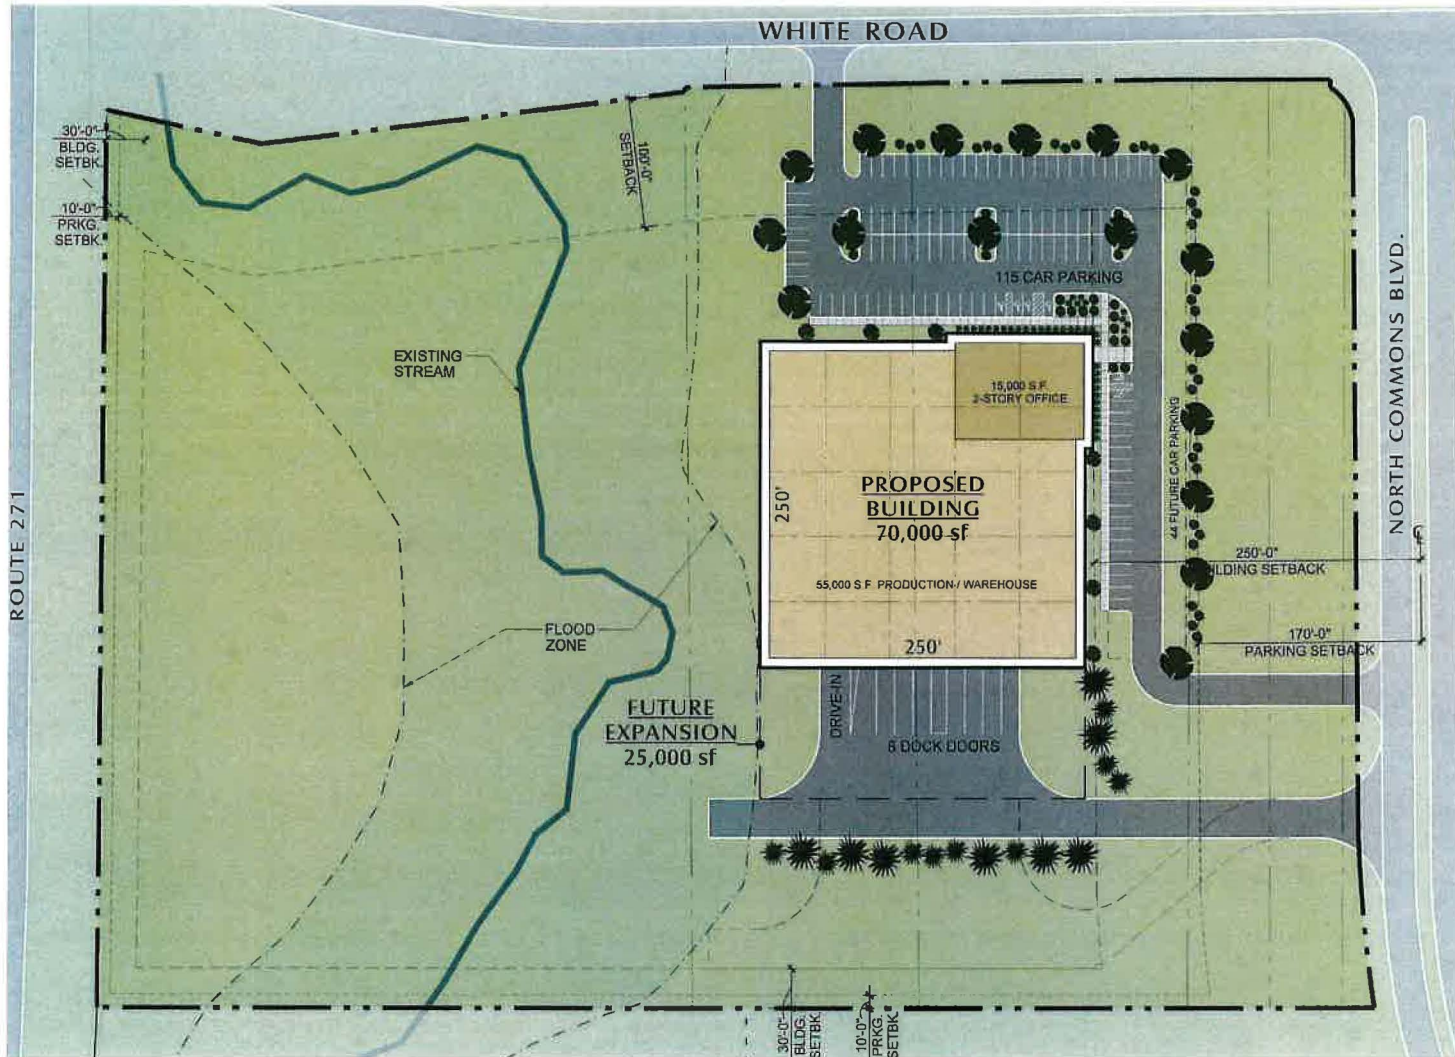 WHITE ROAD
30'-0"
BLDG.
SETBK.
10'-0"
PRKG.
SETBK.
100'-0"
SETBACK
115 CAR PARKING
EXISTING
STREAM
15,000 S.F.
2-STORY OFFICE
44 FUTURE CAR PARKING
NORTH COMMONS BLVD.
ROUTE 271
PROPOSED
BUILDING
70,000 sf
250'
55,000 S.F. PRODUCTION / WAREHOUSE
250'
250'-0"
BUILDING SETBACK
170'-0"
PARKING SETBACK
FLOOD
ZONE
FUTURE
EXPANSION
25,000 sf
DRIVE-IN
6 DOCK DOORS
30'-0"
BLDG.
SETBK.
10'-0"
PRKG.
SETBK.